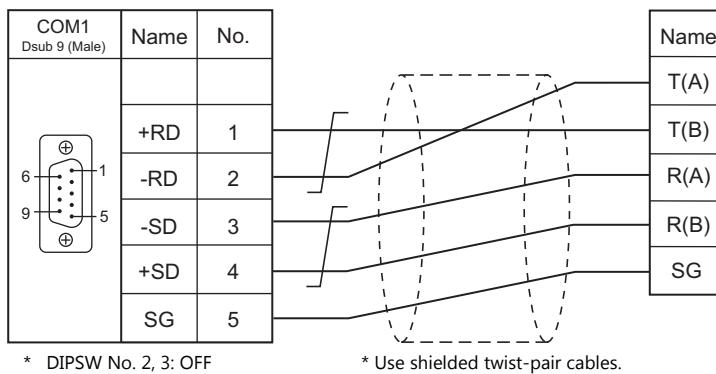 COM1
Dsub 9 (Male)
Name
No.
Name
T(A)
+RD
1
T(B)
-RD
2
R(A)
6
1
9
5
-SD
3
R(B)
+SD
4
SG
SG
5
* DIPSW No. 2, 3: OFF
* Use shielded twist-pair cables.